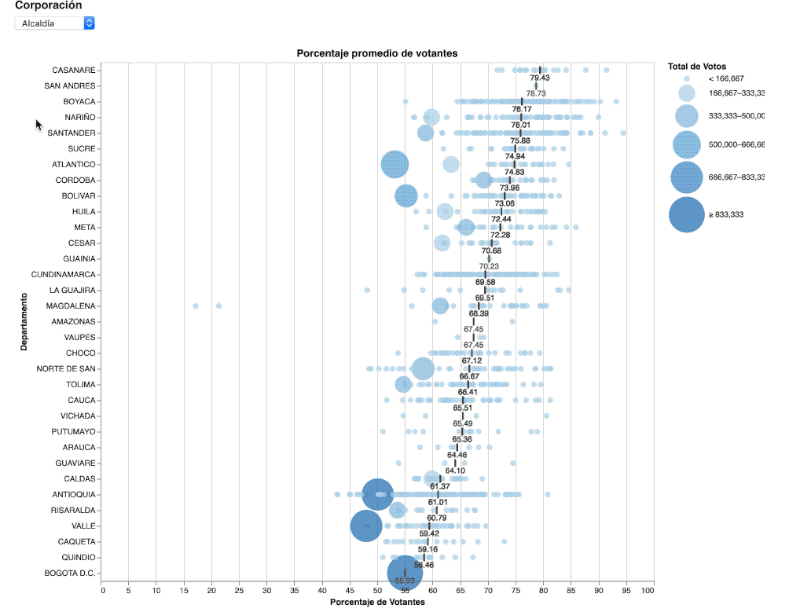 Corporación
Alcaldía
Porcentaje promedio de votantes
Total de Votos
< 166,667
166,667–333,33
333,333–500,00
500,000–666,66
666,667–833,33
≥ 833,333
Departamento
CASANARE
79.43
SAN ANDRES
78.73
BOYACA
76.17
NARIÑO
76.01
SANTANDER
75.88
SUCRE
74.94
ATLANTICO
74.83
CORDOBA
73.96
BOLIVAR
73.06
HUILA
72.44
META
72.28
CESAR
70.68
GUAINIA
70.23
CUNDINAMARCA
69.58
LA GUAJIRA
69.51
MAGDALENA
68.39
AMAZONAS
67.45
VAUPES
67.45
CHOCO
67.12
NORTE DE SAN
66.67
TOLIMA
66.41
CAUCA
65.51
VICHADA
65.49
PUTUMAYO
65.36
ARAUCA
64.46
GUAVIARE
64.10
CALDAS
61.37
ANTIOQUIA
61.01
RISARALDA
60.79
VALLE
59.42
CAQUETA
59.16
QUINDIO
58.46
BOGOTA D.C.
55.03
0 5 10 15 20 25 30 35 40 45 50 55 60 65 70 75 80 85 90 95 100
Porcentaje de Votantes